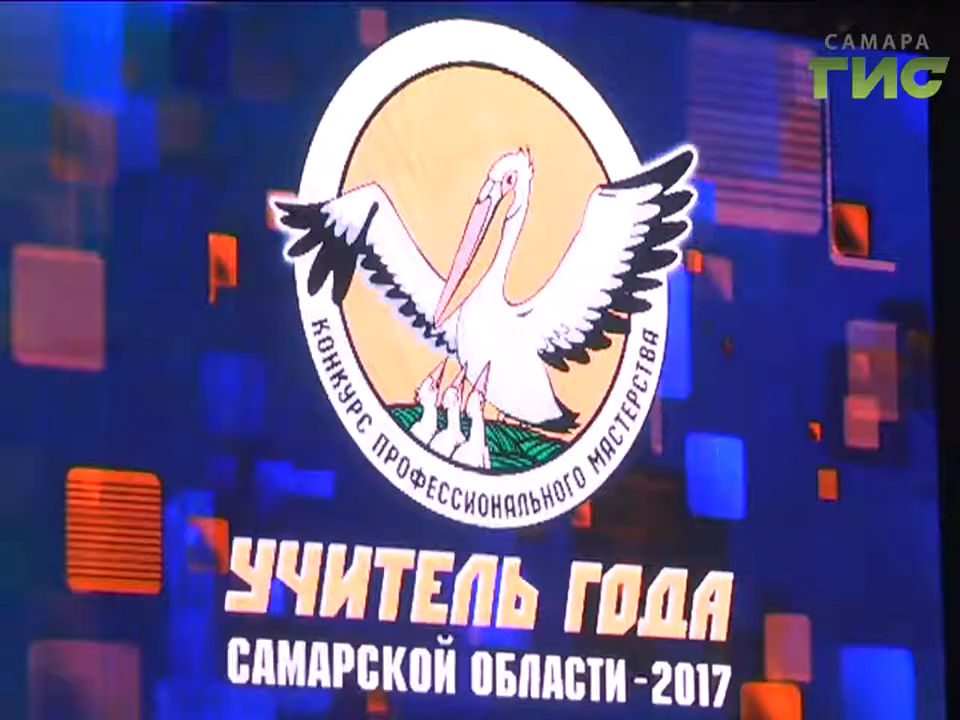 САМАРА
ГИС
КОНКУРС ПРОФЕССИОНАЛЬНОГО МАСТЕРСТВА
УЧИТЕЛЬ ГОДА
САМАРСКОЙ ОБЛАСТИ - 2017